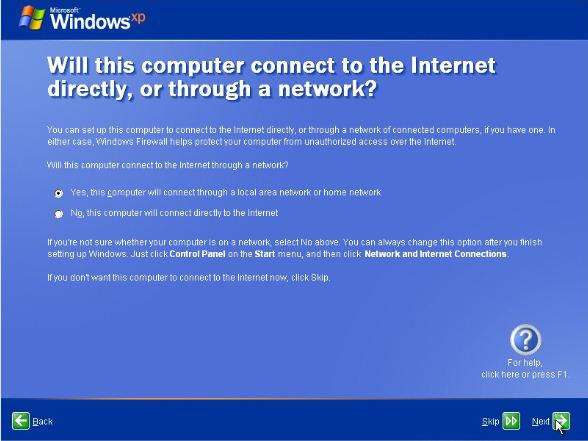 Microsoft
Windows xp
Will this computer connect to the Internet
directly, or through a network?
You can set up this computer to connect to the Internet directly, or through a network of connected computers, if you have one. In
either case, Windows Firewall helps protect your computer from unauthorized access over the Internet.
Will this computer connect to the Internet through a network?
Yes, this computer will connect through a local area network or home network
No, this computer will connect directly to the Internet
If you're not sure whether your computer is on a network, select No above. You can always change this option after you finish
setting up Windows. Just click Control Panel on the Start menu, and then click Network and Internet Connections.
If you don't want this computer to connect to the Internet now, click Skip.
?
For help,
click here or press F1.
Back
Skip
Next